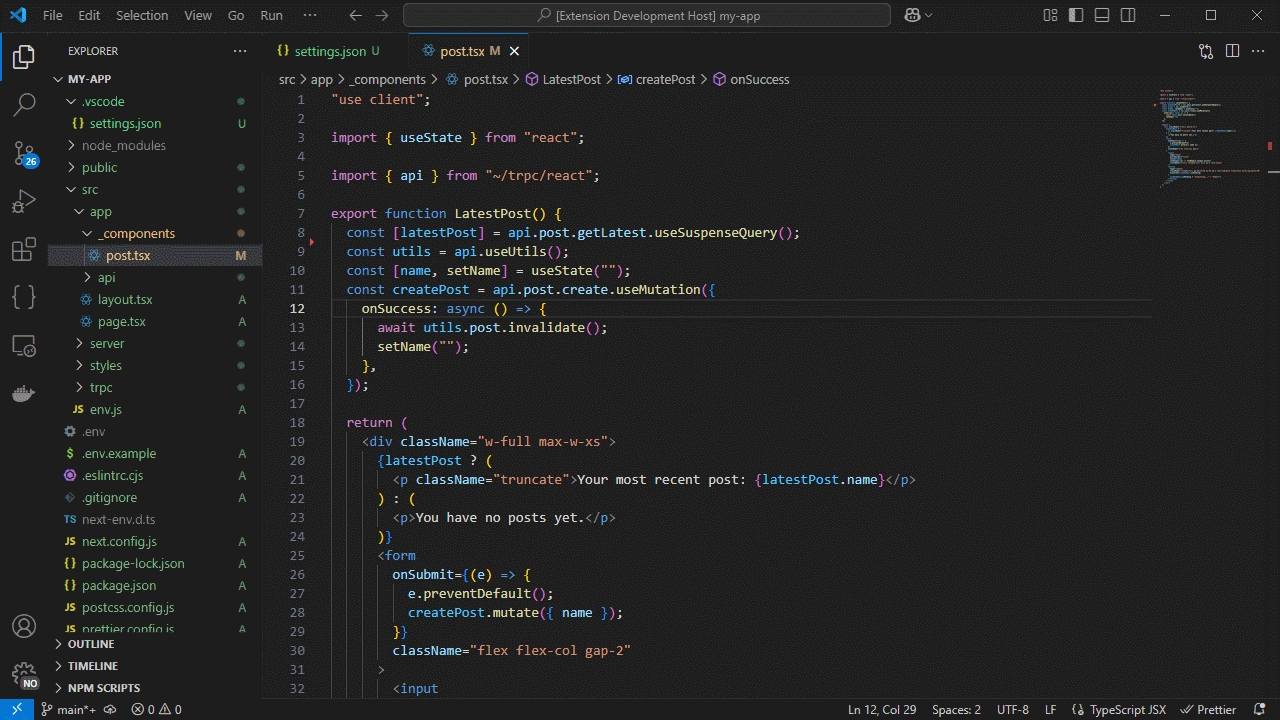 File Edit Selection View Go Run ··· [Extension Development Host] my-app
EXPLORER ···
MY-APP
.vscode
{} settings.json U
node_modules
public
src
app
_components
post.tsx M
api
layout.tsx A
page.tsx A
server
styles
trpc
JS env.js A
.env
$ .env.example A
.eslintrc.cjs A
.gitignore A
TS next-env.d.ts
JS next.config.js A
{} package-lock.json A
{} package.json A
JS postcss.config.js A
JS prettier.config.js A
OUTLINE
TIMELINE
NPM SCRIPTS
26
NO
{} settings.json U post.tsx M
src > app > _components > post.tsx > LatestPost > createPost > onSuccess
1 "use client";
2
3 import { useState } from "react";
4
5 import { api } from "~/trpc/react";
6
7 export function LatestPost() {
8 const [latestPost] = api.post.getLatest.useSuspenseQuery();
9 const utils = api.useUtils();
10 const [name, setName] = useState("");
11 const createPost = api.post.create.useMutation({
12 onSuccess: async () => {
13 await utils.post.invalidate();
14 setName("");
15 },
16 });
17
18 return (
19 <div className="w-full max-w-xs">
20 {latestPost ? (
21 <p className="truncate">Your most recent post: {latestPost.name}</p>
22 ) : (
23 <p>You have no posts yet.</p>
24 )}
25 <form
26 onSubmit={(e) => {
27 e.preventDefault();
28 createPost.mutate({ name });
29 }}
30 className="flex flex-col gap-2"
31 >
32 <input
main*+ 0 0 Ln 12, Col 29 Spaces: 2 UTF-8 LF {} TypeScript JSX Prettier